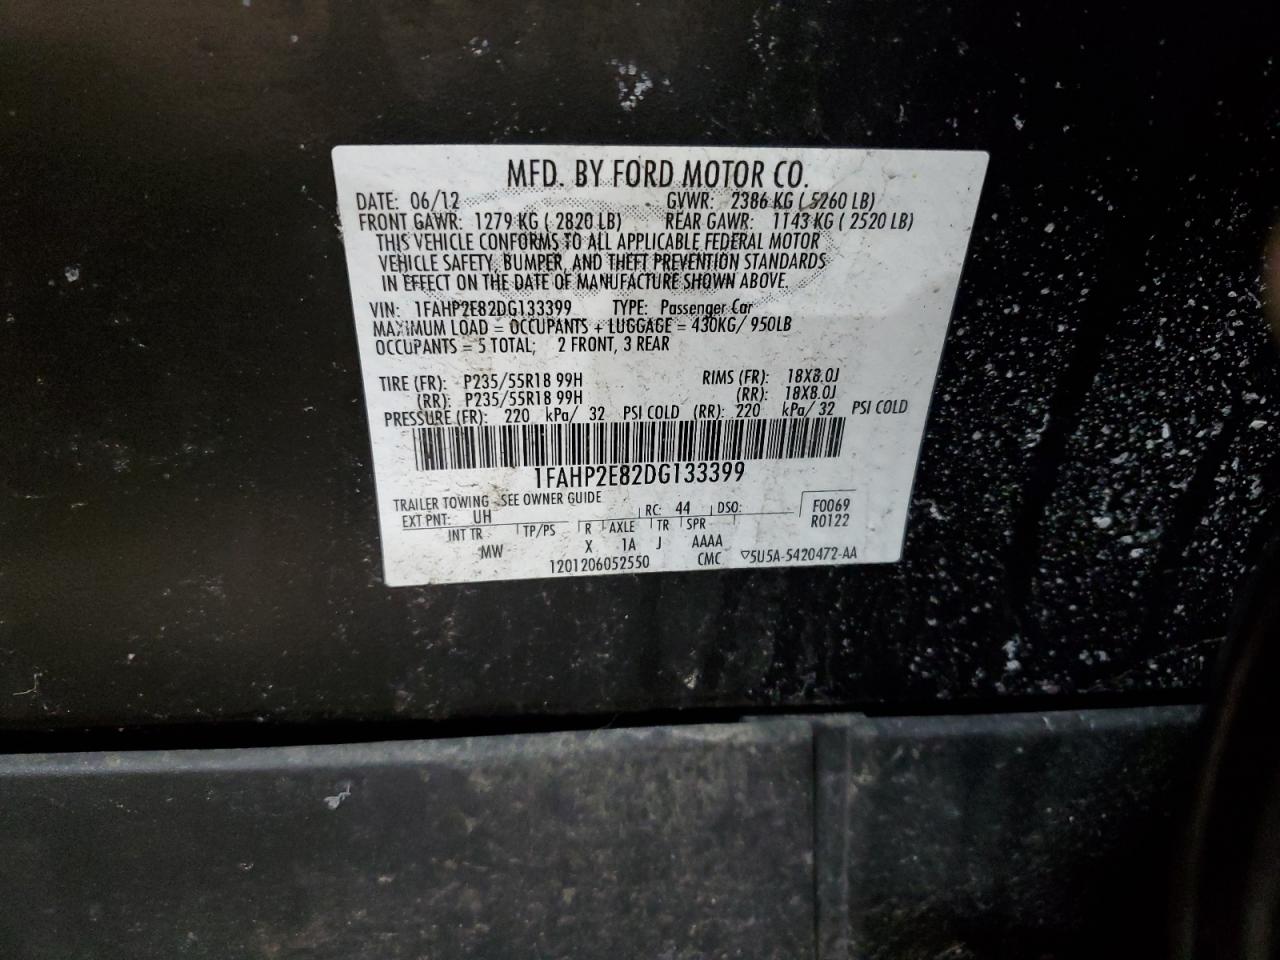 MFD. BY FORD MOTOR CO.
DATE: 06/12 GVWR: 2386 KG ( 5260 LB)
FRONT GAWR: 1279 KG ( 2820 LB) REAR GAWR: 1143 KG ( 2520 LB)
THIS VEHICLE CONFORMS TO ALL APPLICABLE FEDERAL MOTOR
VEHICLE SAFETY, BUMPER, AND THEFT PREVENTION STANDARDS
IN EFFECT ON THE DATE OF MANUFACTURE SHOWN ABOVE.
VIN: 1FAHP2E82DG133399 TYPE: Passenger Car
MAXIMUM LOAD = OCCUPANTS + LUGGAGE = 430KG/ 950LB
OCCUPANTS = 5 TOTAL; 2 FRONT, 3 REAR
TIRE (FR): P235/55R18 99H RIMS (FR): 18X8.0J
(RR): P235/55R18 99H (RR): 18X8.0J
PRESSURE (FR): 220 kPa/ 32 PSI COLD (RR): 220 kPa/ 32 PSI COLD
1FAHP2E82DG133399
TRAILER TOWING - SEE OWNER GUIDE
EXT PNT: UH RC: 44 DSO: F0069
R0122
INT TR TP/PS R AXLE TR SPR
MW X 1A J AAAA
1201206052550 CMC ▽5U5A-5420472-AA